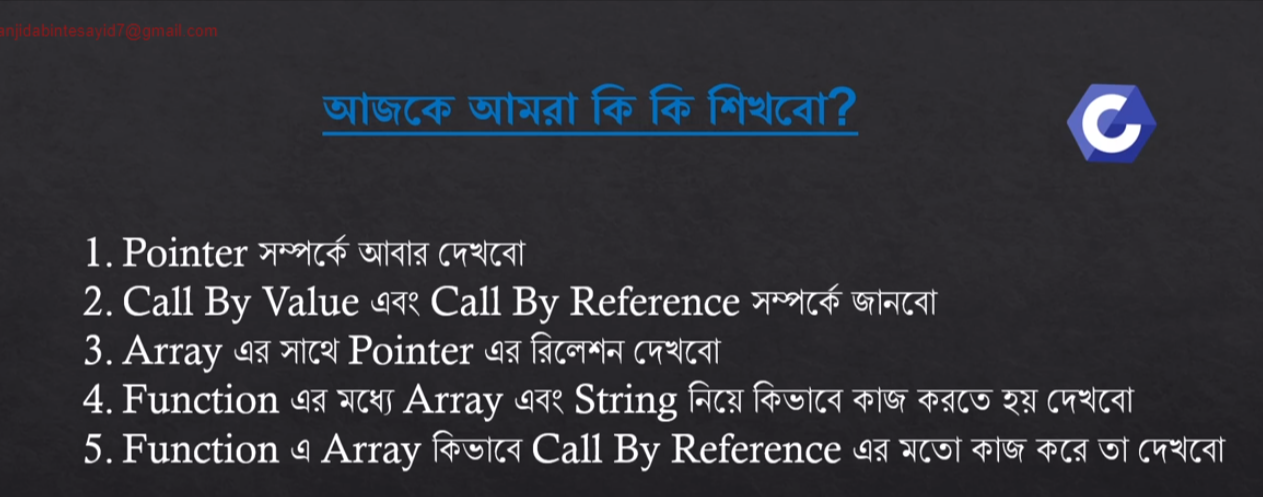 anjidabintesayid7@gmail.com
আজকে আমরা কি কি শিখবো?
C
1. Pointer সম্পর্কে আবার দেখবো
2. Call By Value এবং Call By Reference সম্পর্কে জানবো
3. Array এর সাথে Pointer এর রিলেশন দেখবো
4. Function এর মধ্যে Array এবং String নিয়ে কিভাবে কাজ করতে হয় দেখবো
5. Function এ Array কিভাবে Call By Reference এর মতো কাজ করে তা দেখবো